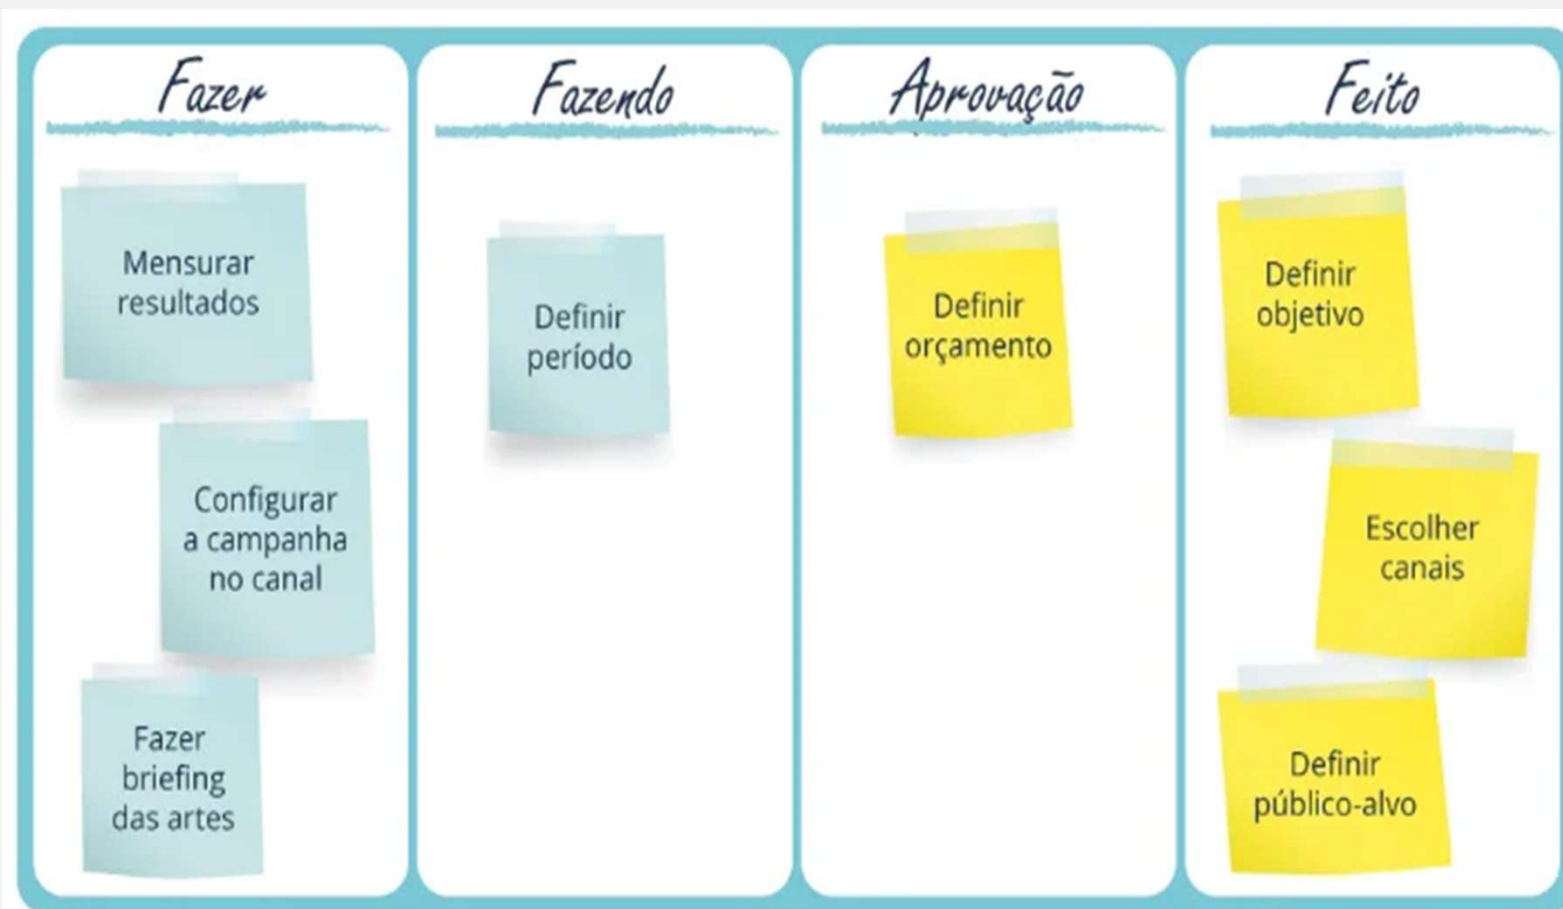 Fazer
Mensurar
resultados
Configurar
a campanha
no canal
Fazer
briefing
das artes
Fazendo
Definir
período
Aprovação
Definir
orçamento
Feito
Definir
objetivo
Escolher
canais
Definir
público-alvo